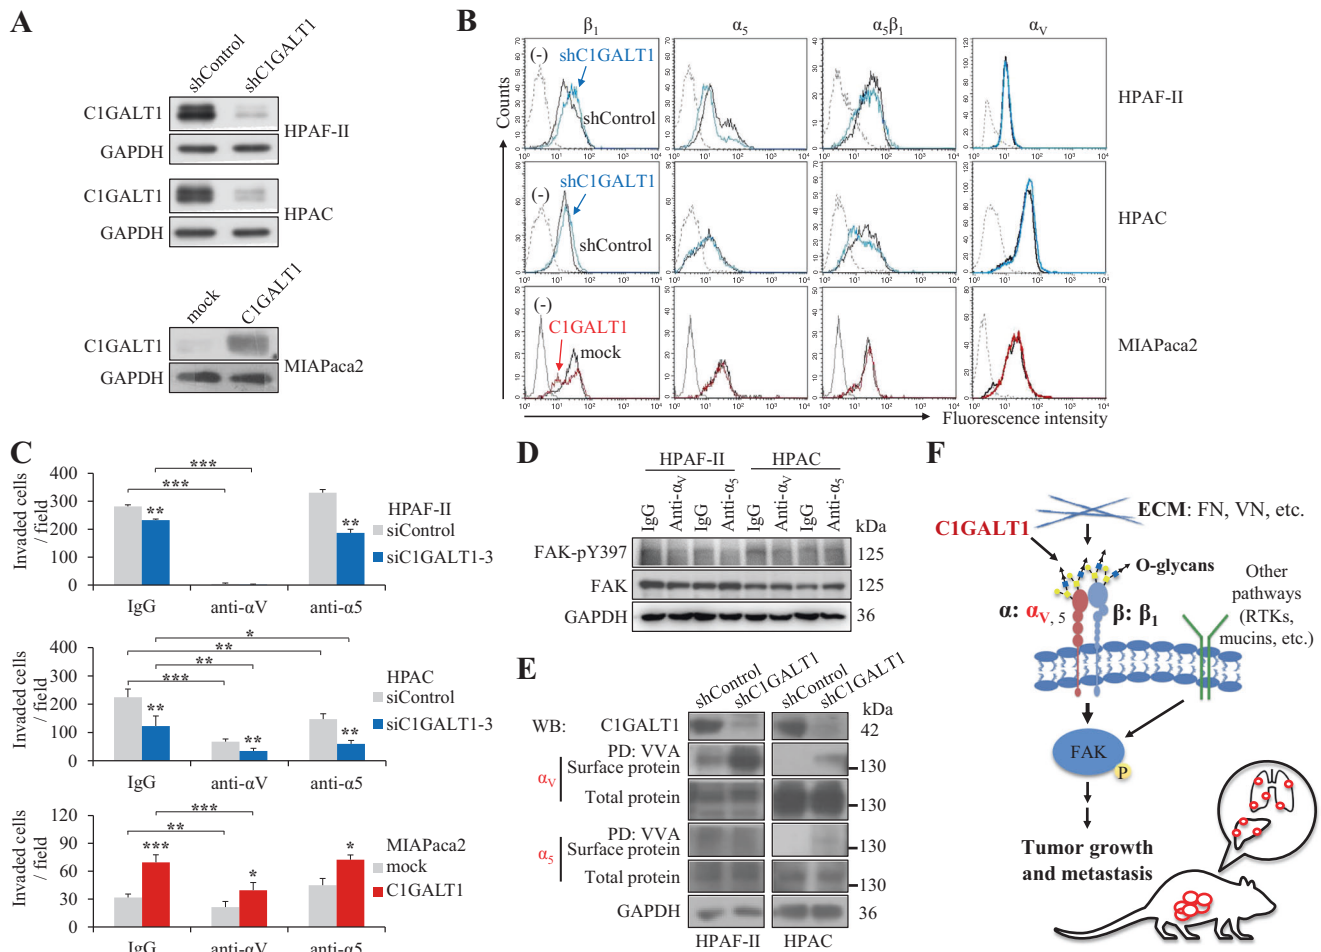 A
shControl
shC1GALT1
C1GALT1
GAPDH
HPAF-II
C1GALT1
GAPDH
HPAC
mock
C1GALT1
C1GALT1
GAPDH
MIAPaca2
B
β1 α5 α5β1 αV
Counts
(-)
shC1GALT1
shControl
HPAF-II
(-)
shC1GALT1
shControl
HPAC
(-)
C1GALT1
mock
MIAPaca2
Fluorescence intensity
C
Invaded cells / field
400
300
200
100
0
***
***
**
**
HPAF-II
siControl
siC1GALT1-3
IgG anti-αV anti-α5
Invaded cells / field
400
300
200
100
0
*
**
**
***
**
**
**
HPAC
siControl
siC1GALT1-3
IgG anti-αV anti-α5
Invaded cells / field
120
90
60
30
0
***
**
***
*
*
MIAPaca2
mock
C1GALT1
IgG anti-αV anti-α5
D
HPAF-II HPAC
IgG Anti-αV IgG Anti-α5 IgG Anti-αV IgG Anti-α5
kDa
FAK-pY397 125
FAK 125
GAPDH 36
E
shControl shC1GALT1 shControl shC1GALT1
kDa
WB: C1GALT1 42
αV
PD: VVA
Surface protein 130
Total protein 130
α5
PD: VVA
Surface protein
Total protein 130
GAPDH 36
HPAF-II HPAC
F
ECM: FN, VN, etc.
C1GALT1
O-glycans
α: αV, 5
β: β1
Other
pathways
(RTKs,
mucins, etc.)
FAK
P
Tumor growth
and metastasis